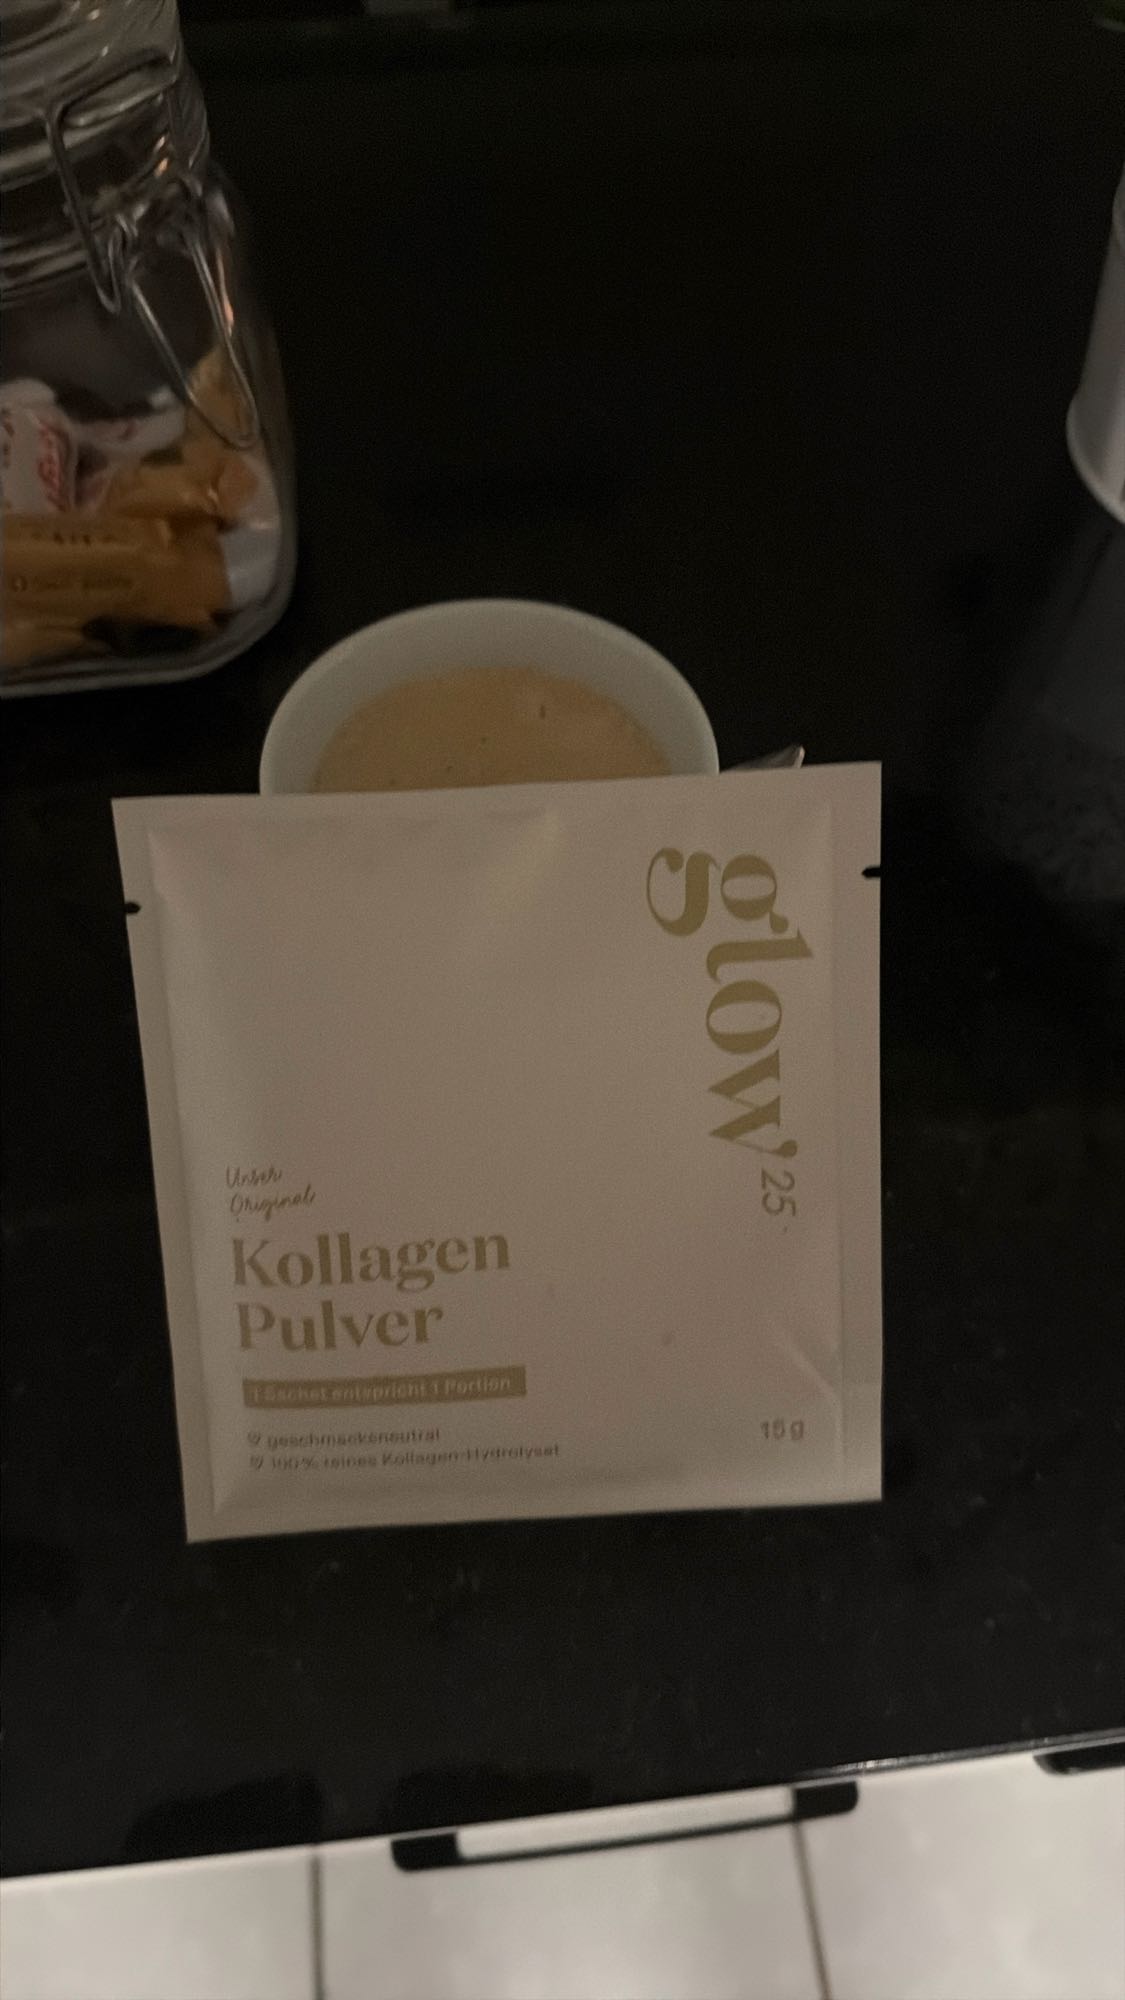 glow
25
Unser
Original
Kollagen
Pulver
1 Sachet entspricht 1 Portion
geschmacksneutral
100% reines Kollagen-Hydrolysat
15 g